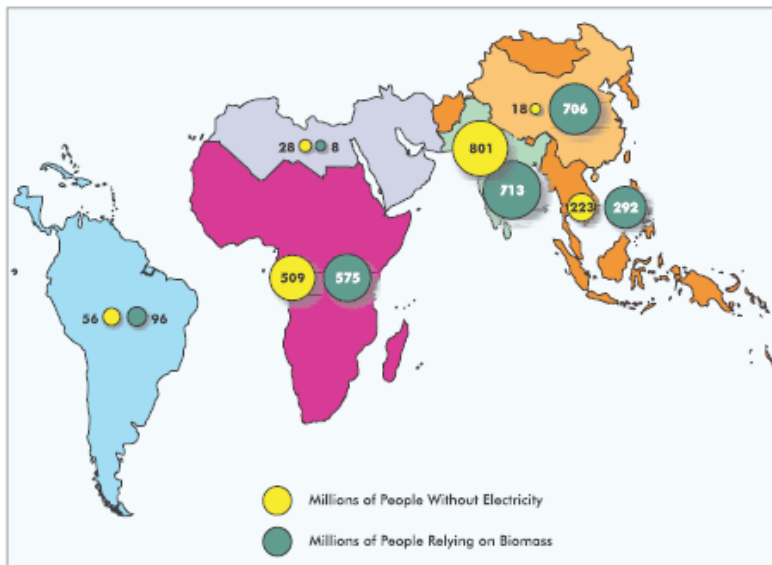 18 706
28 8 801
713
223 292
509 575
56 96
Millions of People Without Electricity
Millions of People Relying on Biomass